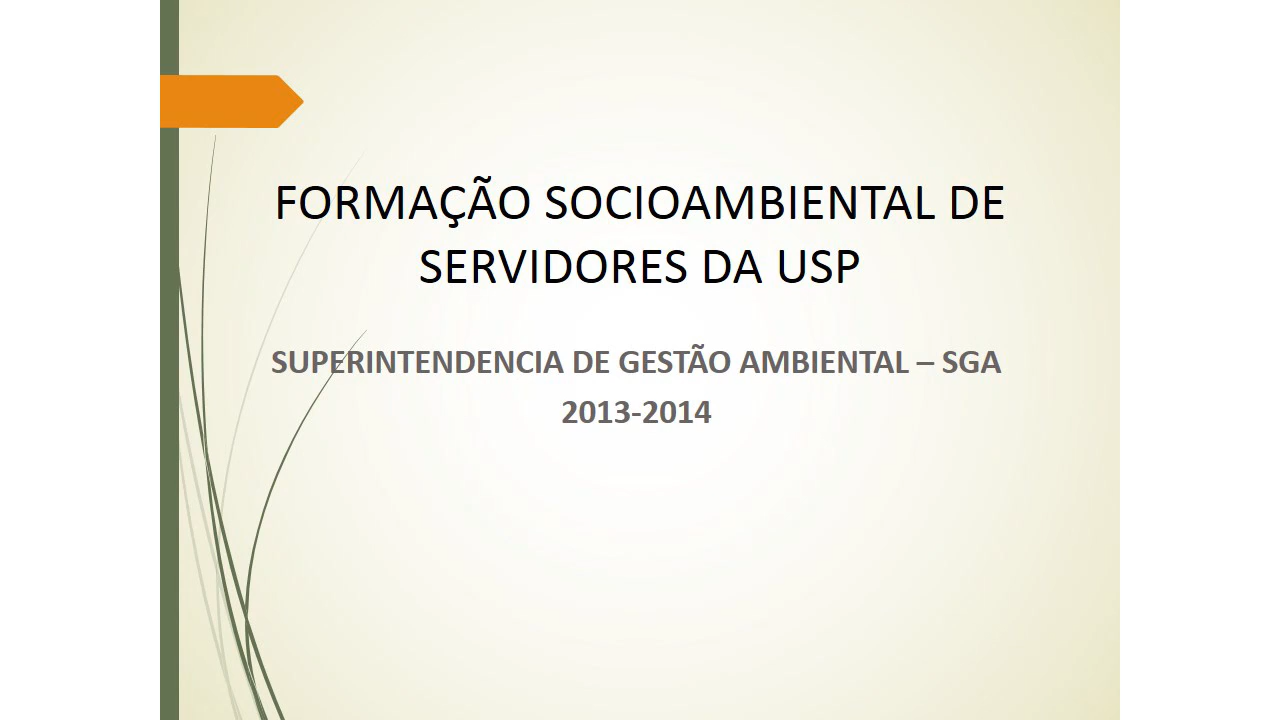 FORMAÇÃO SOCIOAMBIENTAL DE
SERVIDORES DA USP
SUPERINTENDENCIA DE GESTÃO AMBIENTAL – SGA
2013-2014